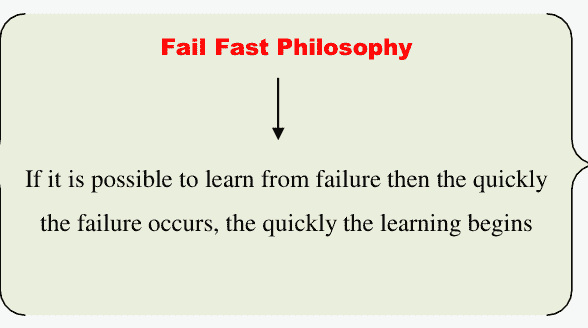 Fail Fast Philosophy
If it is possible to learn from failure then the quickly
the failure occurs, the quickly the learning begins